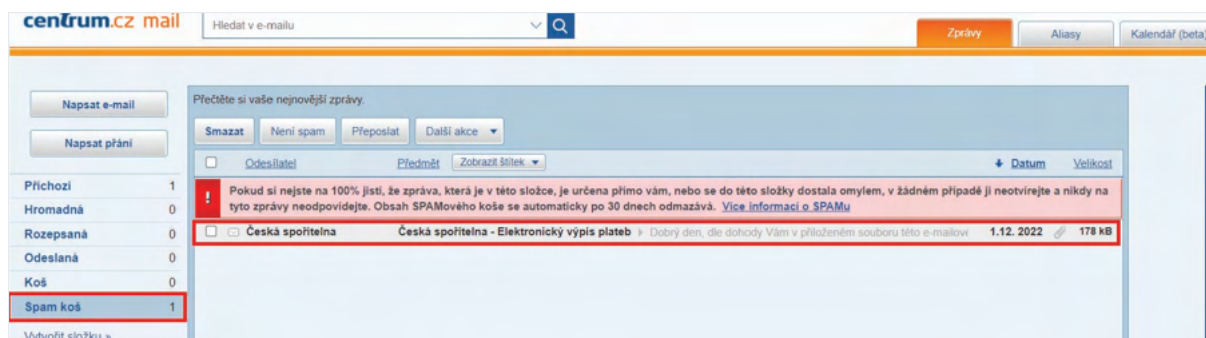 centrum.cz mail
Hledat v e-mailu
Zprávy
Aliasy
Kalendář (beta)
Napsat e-mail
Napsat přání
Příchozí 1
Hromadná 0
Rozepsaná 0
Odeslaná 0
Koš 0
Spam koš 1
Vytvořit složku »
Přečtěte si vaše nejnovější zprávy.
Smazat Není spam Přeposlat Další akce
Odesílatel Předmět Zobrazit štítek Datum Velikost
! Pokud si nejste na 100% jisti, že zpráva, která je v této složce, je určena přímo vám, nebo se do této složky dostala omylem, v žádném případě ji neotvírejte a nikdy na
tyto zprávy neodpovídejte. Obsah SPAMového koše se automaticky po 30 dnech odmazává. Více informací o SPAMu
Česká spořitelna Česká spořitelna - Elektronický výpis plateb Dobrý den, dle dohody Vám v přiloženém souboru této e-mailov 1.12. 2022 178 kB